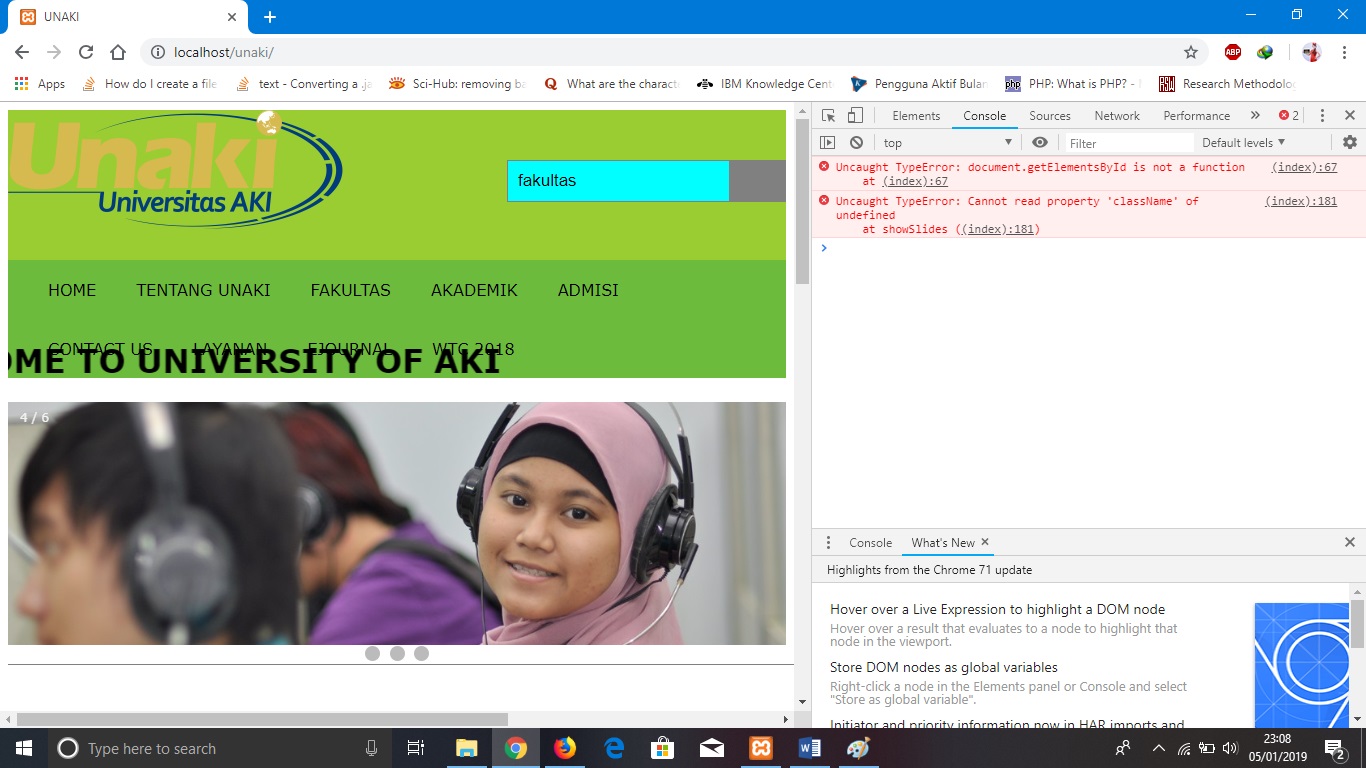 UNAKI
localhost/unaki/
ABP
Apps
How do I create a file
text - Converting a .ja
Sci-Hub: removing ba
What are the characte
IBM Knowledge Cent
Pengguna Aktif Bulan
php
PHP: What is PHP? - M
Research Methodolog
Unaki
Universitas AKI
fakultas
HOME TENTANG UNAKI FAKULTAS AKADEMIK ADMISI
CONTACT US LAYANAN EJOURNAL WTC 2018
OME TO UNIVERSITY OF AKI
4 / 6
Elements Console Sources Network Performance » 2
top Filter Default levels
Uncaught TypeError: document.getElementsById is not a function (index):67
at (index):67
Uncaught TypeError: Cannot read property 'className' of (index):181
undefined
at showSlides ((index):181)
Console What's New
Highlights from the Chrome 71 update
Hover over a Live Expression to highlight a DOM node
Hover over a result that evaluates to a node to highlight that
node in the viewport.
Store DOM nodes as global variables
Right-click a node in the Elements panel or Console and select
"Store as global variable".
Initiator and priority information now in HAR imports and
Type here to search
23:08
05/01/2019
2